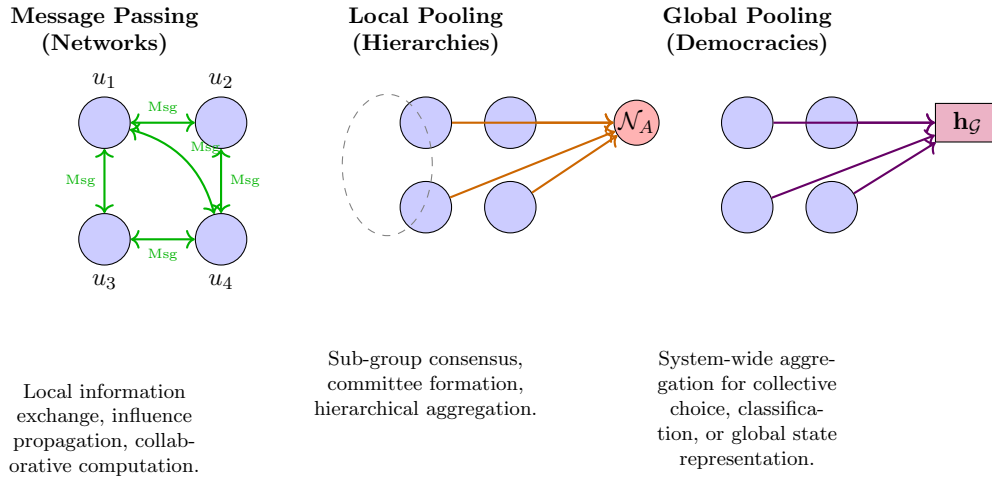 Message Passing
(Networks)
u₁
u₂
Msg
Msg
Msg
Msg
Msg
u₃
u₄
Local information
exchange, influence
propagation, collab-
orative computation.
Local Pooling
(Hierarchies)
𝒩_A
Sub-group consensus,
committee formation,
hierarchical aggregation.
Global Pooling
(Democracies)
h_𝒢
System-wide aggre-
gation for collective
choice, classifica-
tion, or global state
representation.